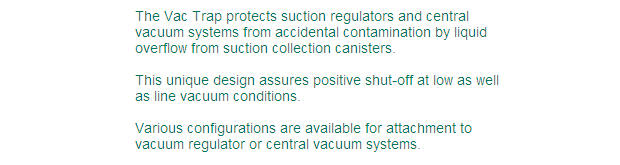 The Vac Trap protects suction regulators and central
vacuum systems from accidental contamination by liquid
overflow from suction collection canisters.
This unique design assures positive shut-off at low as well
as line vacuum conditions.
Various configurations are available for attachment to
vacuum regulator or central vacuum systems.